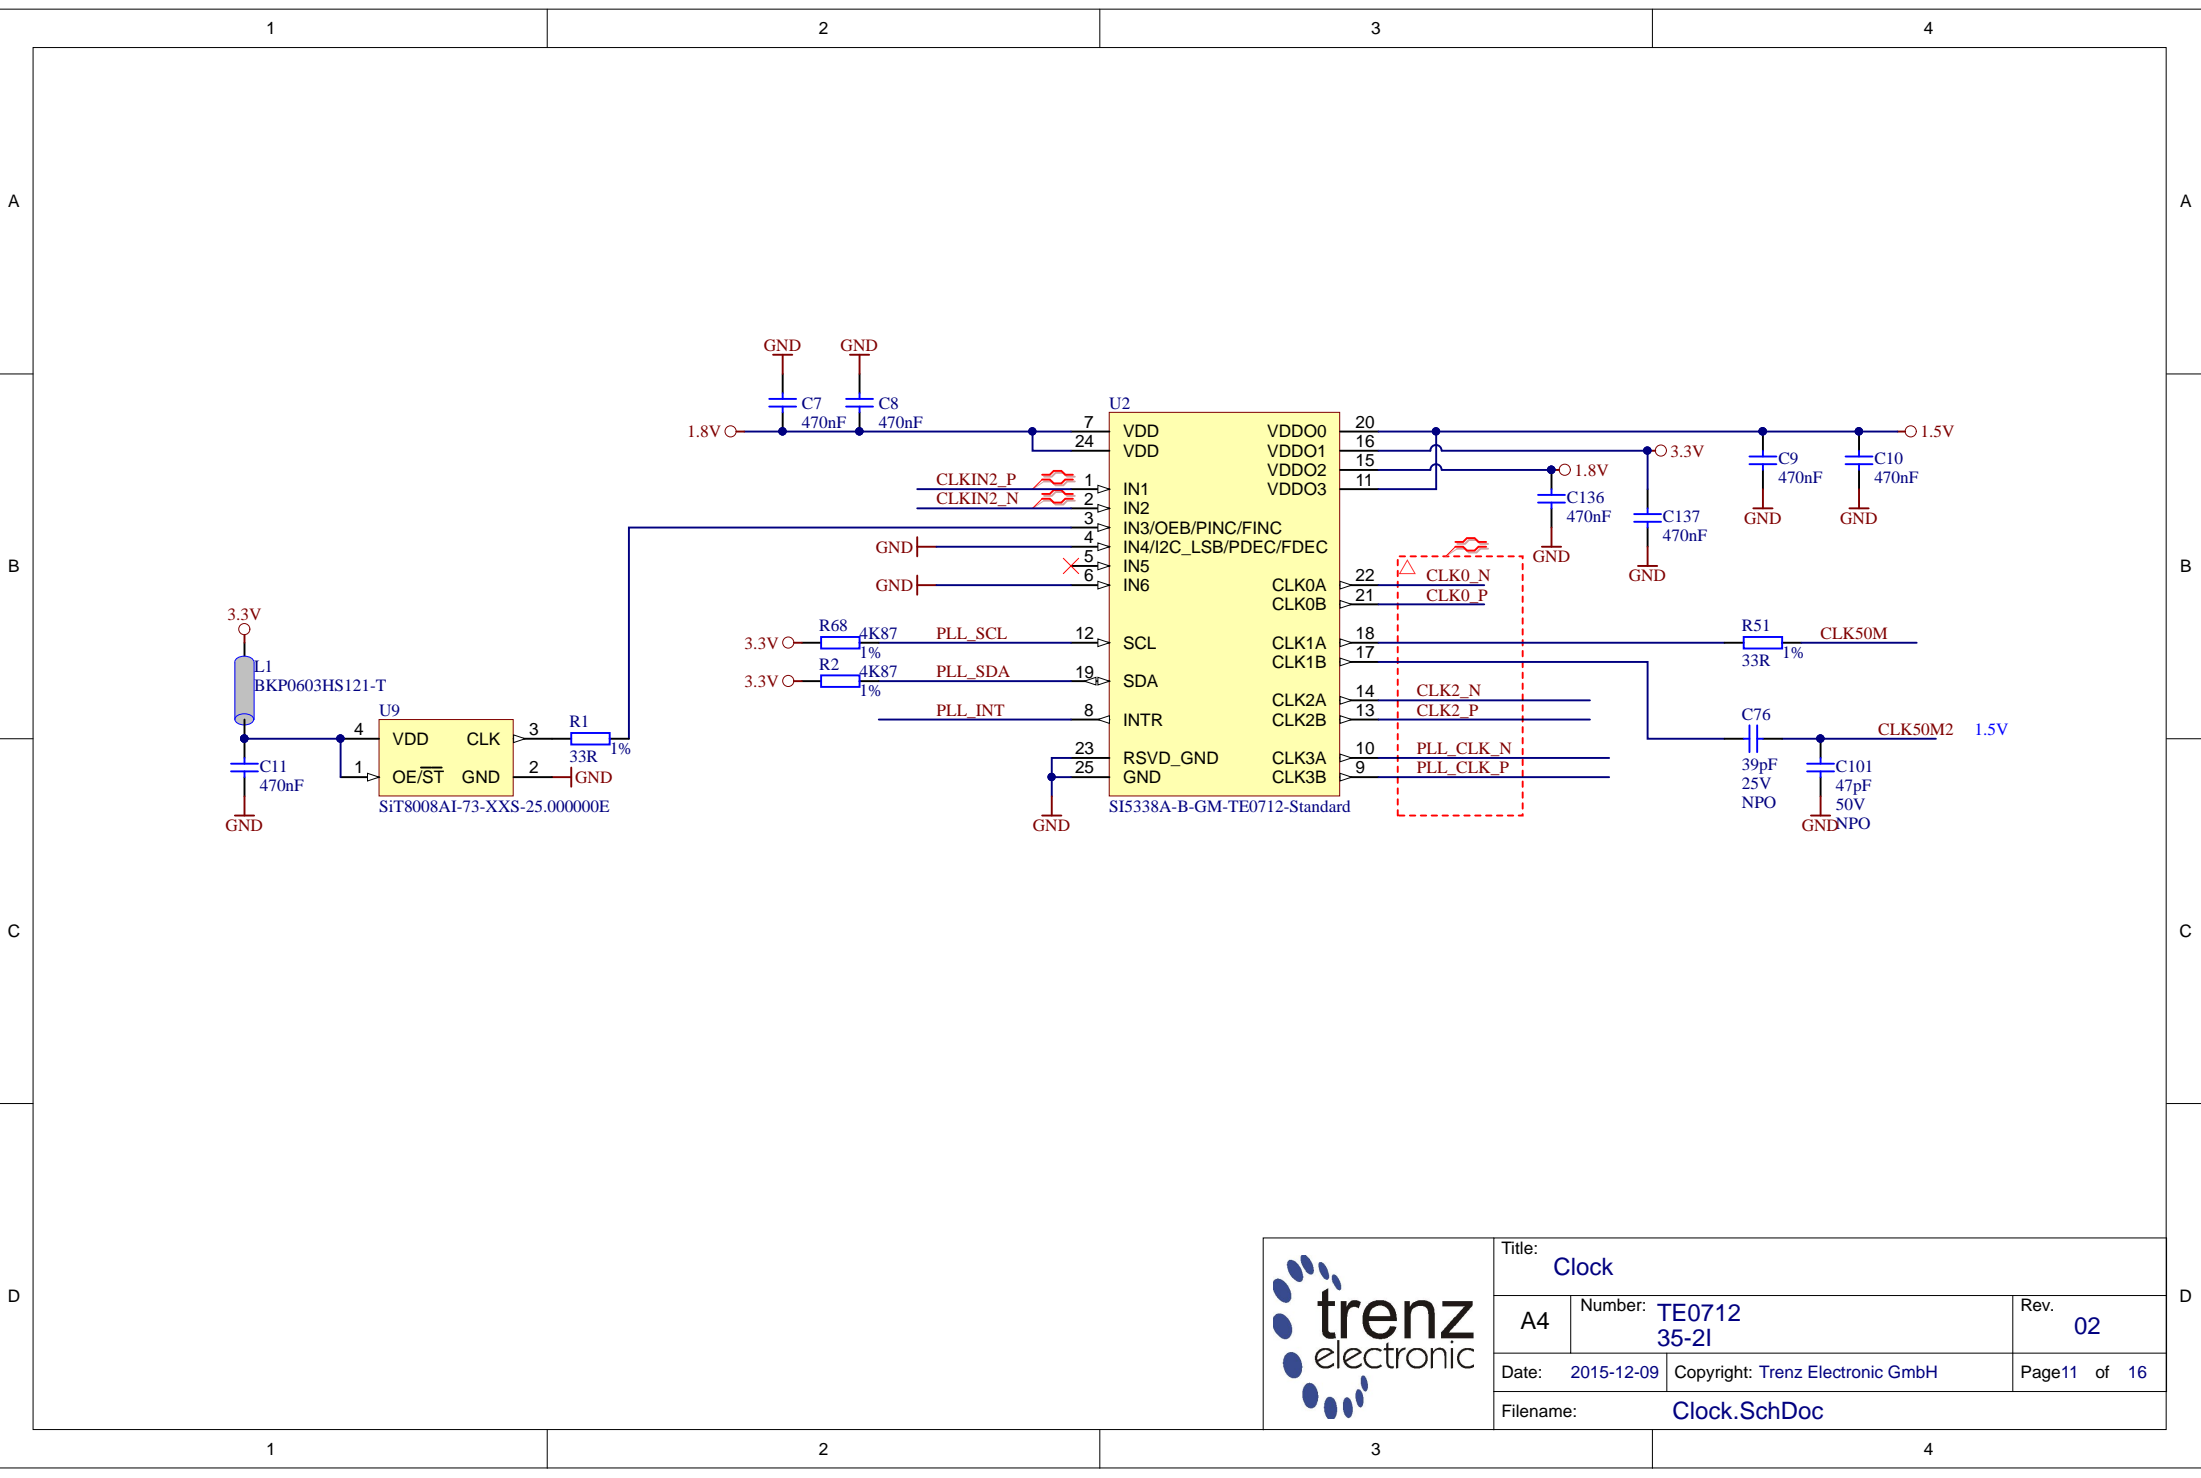 1
2
3
4
A
A
GND
GND
C7
470nF
C8
470nF
1.8V
U2
7
VDD
24
VDD
CLKIN2_P
1
IN1
CLKIN2_N
2
IN2
3
IN3/OEB/PINC/FINC
GND
4
IN4/I2C_LSB/PDEC/FDEC
5
IN5
GND
6
IN6
3.3V
R68
4K87
1%
PLL_SCL
12
SCL
3.3V
R2
4K87
1%
PLL_SDA
19
SDA
PLL_INT
8
INTR
23
RSVD_GND
25
GND
GND
SI5338A-B-GM-TE0712-Standard
VDDO0
20
VDDO1
16
VDDO2
15
VDDO3
11
1.5V
3.3V
1.8V
C9
470nF
GND
C10
470nF
GND
C136
470nF
GND
C137
470nF
GND
CLK0A
22
CLK0_N
CLK0B
21
CLK0_P
CLK1A
18
R51
33R
1%
CLK50M
CLK1B
17
CLK2A
14
CLK2_N
CLK2B
13
CLK2_P
CLK3A
10
PLL_CLK_N
CLK3B
9
PLL_CLK_P
C76
39pF
25V
NPO
CLK50M2
1.5V
C101
47pF
50V
NPO
GND
B
B
3.3V
L1
BKP0603HS121-T
C11
470nF
GND
U9
4
VDD
1
OE/ST
CLK
3
GND
2
GND
R1
33R
1%
SiT8008AI-73-XXS-25.000000E
C
C
D
D
trenz
electronic
Title:
Clock
A4
Number: TE0712
35-2I
Rev.
02
Date: 2015-12-09
Copyright: Trenz Electronic GmbH
Page11 of 16
Filename: Clock.SchDoc
1
2
3
4